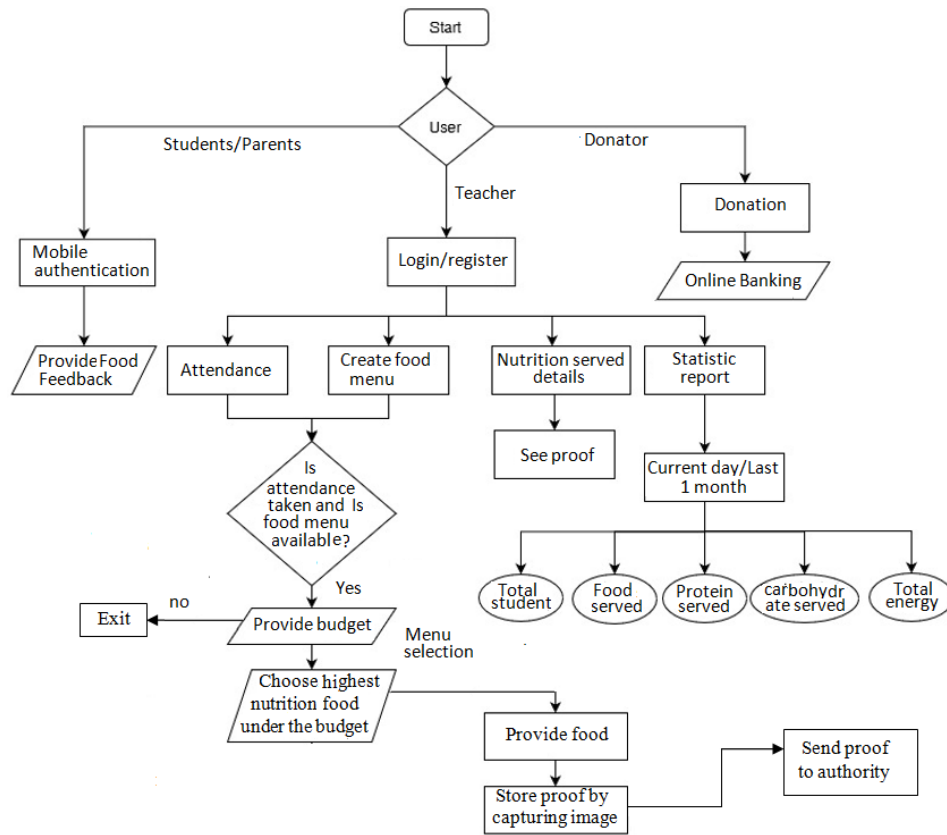 Start
User
Students/Parents
Donator
Teacher
Donation
Mobile
authentication
Login/register
Online Banking
Provide Food
Feedback
Attendance
Create food
menu
Nutrition served
details
Statistic
report
See proof
Current day/Last
1 month
Is
attendance
taken and Is
food menu
available?
Total
student
Food
served
Protein
served
carbohydr
ate served
Total
energy
Yes
no
Exit
Provide budget
Menu
selection
Choose highest
nutrition food
under the budget
Provide food
Send proof
to authority
Store proof by
capturing image